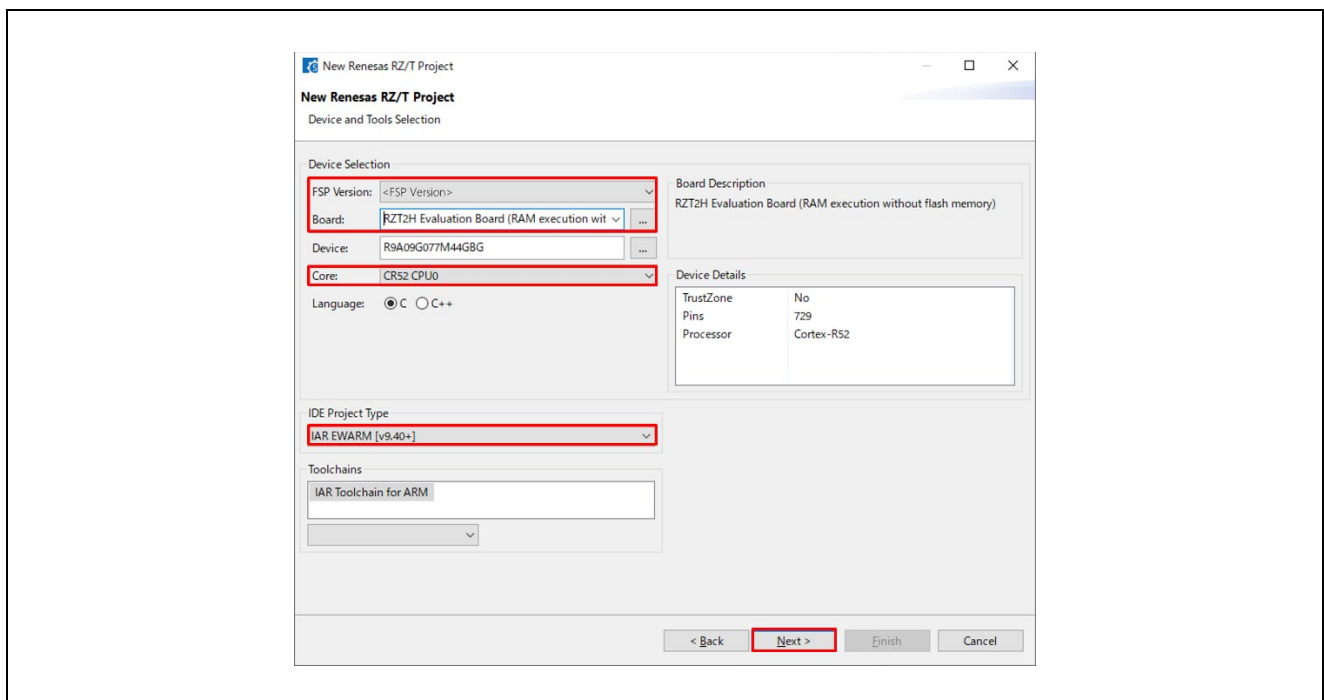 New Renesas RZ/T Project
New Renesas RZ/T Project
Device and Tools Selection
Device Selection
FSP Version: <FSP Version>
Board: RZT2H Evaluation Board (RAM execution wit ...
Device: R9A09G077M44GBG ...
Core: CR52 CPU0
Language: C C++
Board Description
RZT2H Evaluation Board (RAM execution without flash memory)
Device Details
TrustZone No
Pins 729
Processor Cortex-R52
IDE Project Type
IAR EWARM [v9.40+]
Toolchains
IAR Toolchain for ARM
< Back Next > Finish Cancel